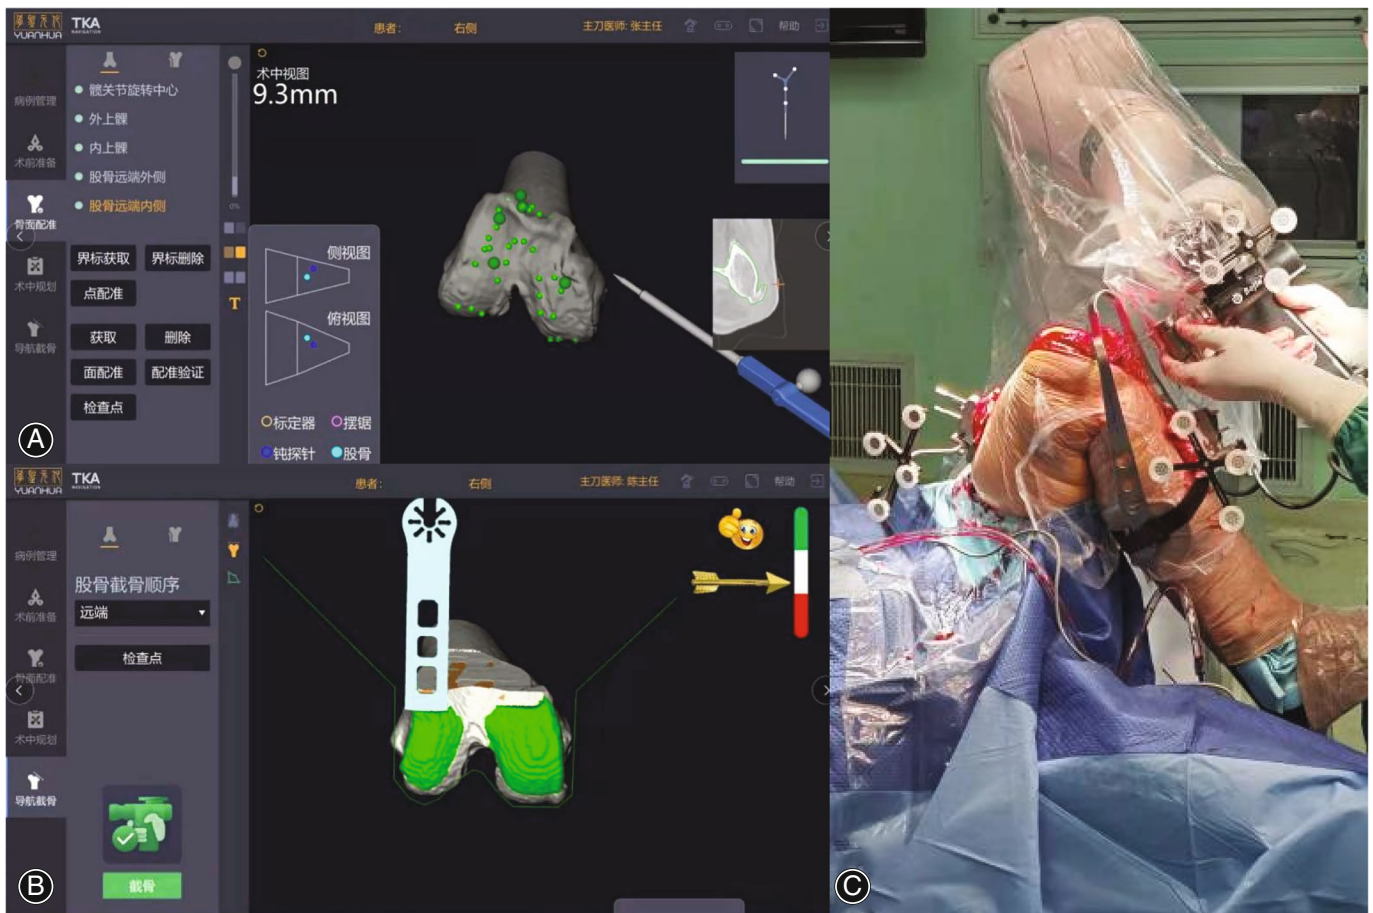 YUANHUA
TKA
NAVIGATION
患者:
右侧
主刀医师: 张主任
帮助
病例管理
术前准备
骨面配准
术中规划
导航截骨
髋关节旋转中心
外上髁
内上髁
股骨远端外侧
股骨远端内侧
界标获取
界标删除
点配准
获取
删除
面配准
配准验证
检查点
0%
T
术中视图
9.3mm
侧视图
俯视图
标定器
摆锯
钝探针
股骨
A
YUANHUA
TKA
NAVIGATION
患者:
右侧
主刀医师: 陈主任
帮助
病例管理
术前准备
骨面配准
术中规划
导航截骨
股骨截骨顺序
远端
检查点
截骨
B
C